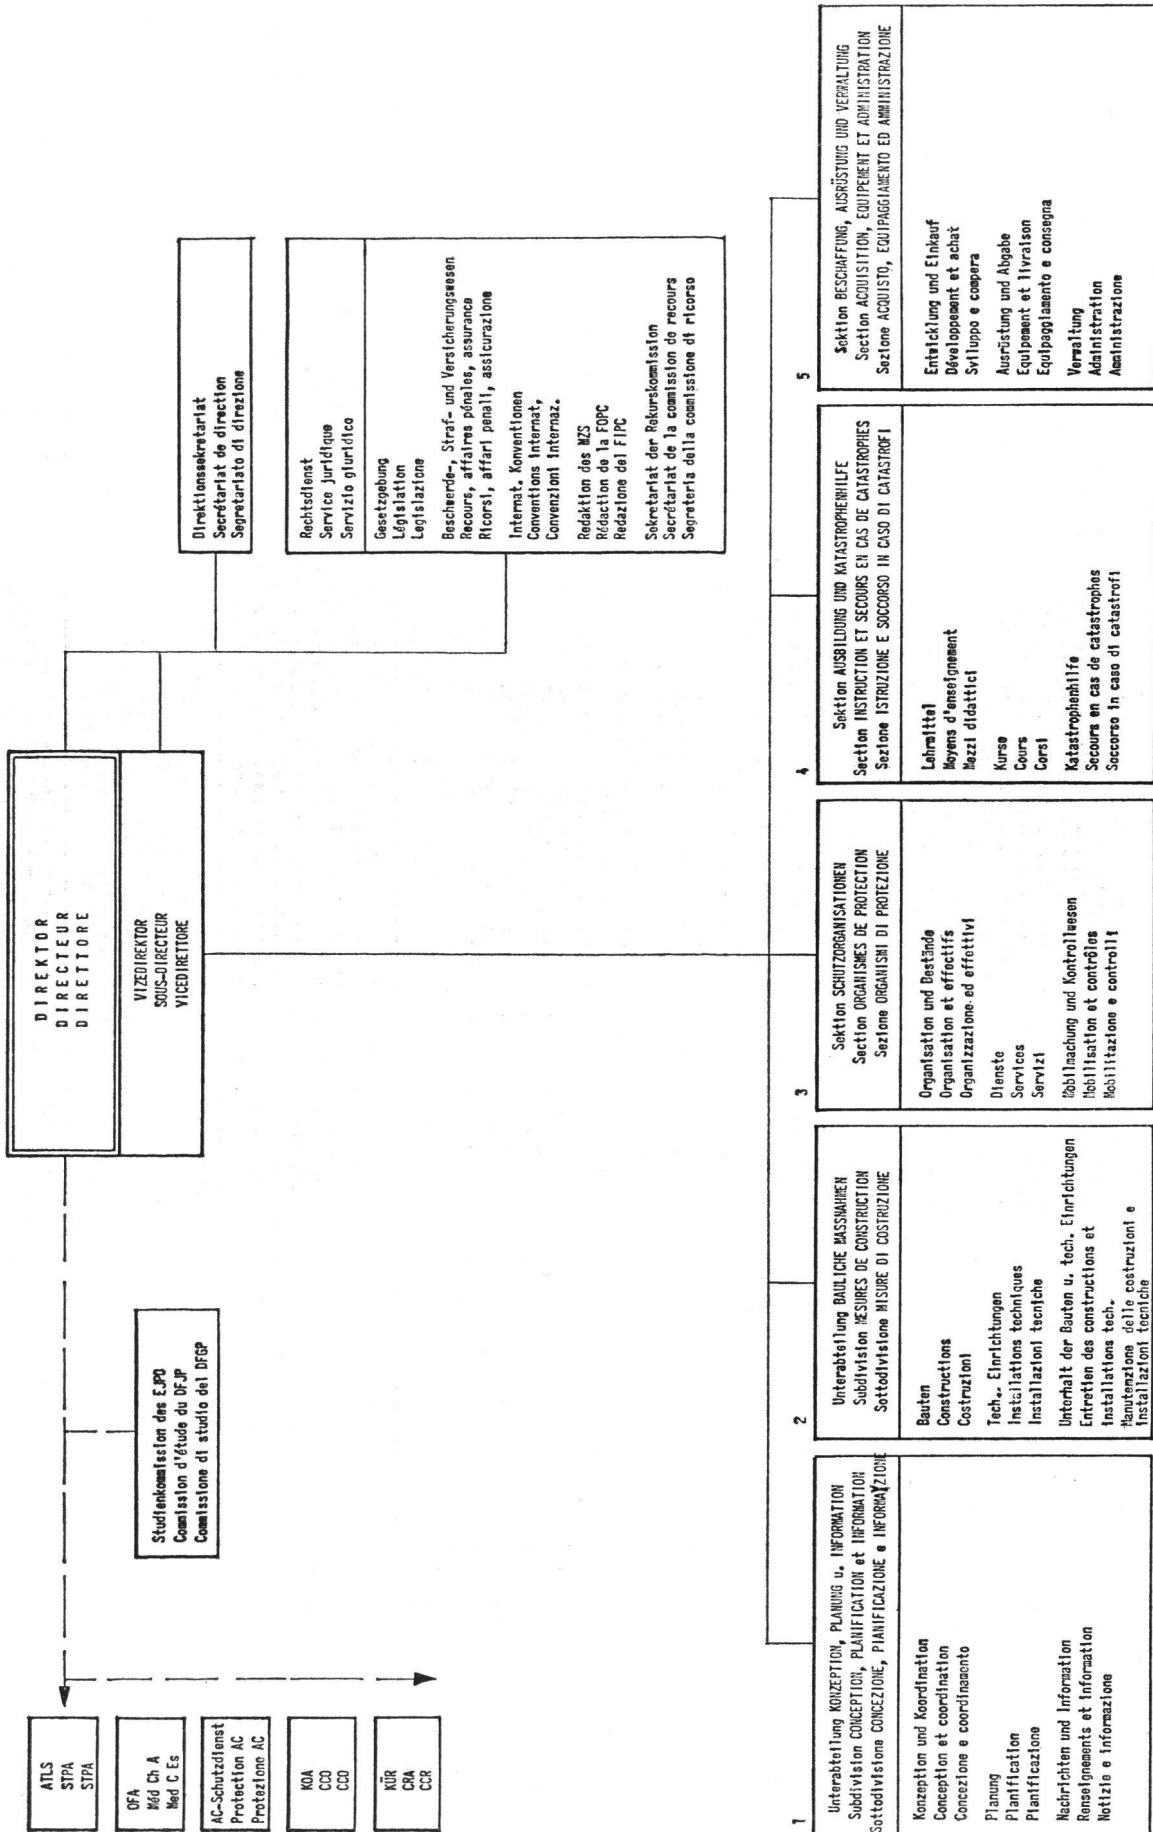 DIREKTOR
DIRECTEUR
DIRETTORE
VIZEDIREKTOR
SOUS-DIRECTEUR
VICEDIRETTORE
ATLS
STPA
STPA
OFA
Méd Ch A
Med C Es
AC-Schutzdienst
Protection AC
Protezione AC
KOA
CCO
CCO
KÜR
CRA
CCR
Studienkommission des EJPD
Commission d'étude du DFJP
Commissione di studio del DFGP
Direktionssekretariat
Secrétariat de direction
Segretariato di direzione
Rechtsdienst
Service juridique
Servizio giuridico
Gesetzgebung
Législation
Legislazione
Beschwerde-, Straf- und Versicherungswesen
Recours, affaires pénales, assurance
Ricorsi, affari penali, assicurazione
Internat. Konventionen
Conventions internat,
Convenzioni internaz.
Redaktion des MZS
Rédaction de la FOPC
Redazione del FIPC
Sekretariat der Rekurskommission
Secrétariat de la commission de recours
Segreteria della commissione di ricorso
1
Unterabteilung KONZEPTION, PLANUNG u. INFORMATION
Subdivision CONCEPTION, PLANIFICATION et INFORMATION
Sottodivisione CONCEZIONE, PIANIFICAZIONE e INFORMAZIONE
Konzeption und Koordination
Conception et coordination
Concezione e coordinamento
Planung
Planification
Pianificazione
Nachrichten und Information
Renseignements et information
Notizie e informazione
2
Unterabteilung BAULICHE MASSNAHMEN
Subdivision MESURES DE CONSTRUCTION
Sottodivisione MISURE DI COSTRUZIONE
Bauten
Constructions
Costruzioni
Tech. Einrichtungen
Installations techniques
Installazioni tecniche
Unterhalt der Bauten u. tech. Einrichtungen
Entretien des constructions et
installations tech.
Manutenzione delle costruzioni e
installazioni tecniche
3
Sektion SCHUTZORGANISATIONEN
Section ORGANISMES DE PROTECTION
Sezione ORGANISMI DI PROTEZIONE
Organisation und Bestände
Organisation et effectifs
Organizzazione ed effettivi
Dienste
Services
Servizi
Mobilmachung und Kontrollwesen
Mobilisation et contrôles
Mobilitazione e controlli
4
Sektion AUSBILDUNG UND KATASTROPHENHILFE
Section INSTRUCTION ET SECOURS EN CAS DE CATASTROPHES
Sezione ISTRUZIONE E SOCCORSO IN CASO DI CATASTROFI
Lehrmittel
Moyens d'enseignement
Mezzi didattici
Kurse
Cours
Corsi
Katastrophenhilfe
Secours en cas de catastrophes
Soccorso in caso di catastrofi
5
Sektion BESCHAFFUNG, AUSRÜSTUNG UND VERWALTUNG
Section ACQUISITION, EQUIPEMENT ET ADMINISTRATION
Sezione ACQUISTO, EQUIPAGGIAMENTO ED AMMINISTRAZIONE
Entwicklung und Einkauf
Développement et achat
Sviluppo e compera
Ausrüstung und Abgabe
Equipement et livraison
Equipaggiamento e consegna
Verwaltung
Administration
Amministrazione